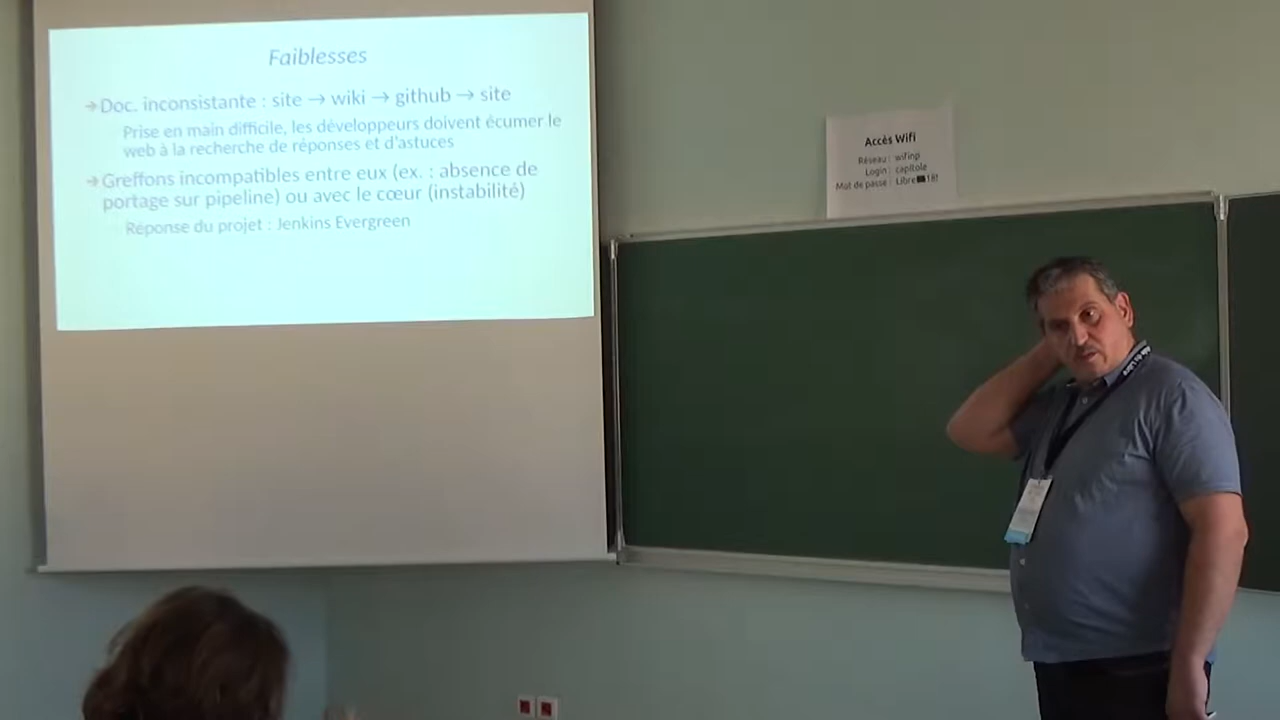 Faiblesses
→Doc. inconsistante : site → wiki → github → site
Prise en main difficile, les développeurs doivent écumer le
web à la recherche de réponses et d'astuces
→Greffons incompatibles entre eux (ex. : absence de
portage sur pipeline) ou avec le cœur (instabilité)
Réponse du projet : Jenkins Evergreen
Accès Wifi
Réseau : wifinpi
Login : capitole
Mot de passe : Libre